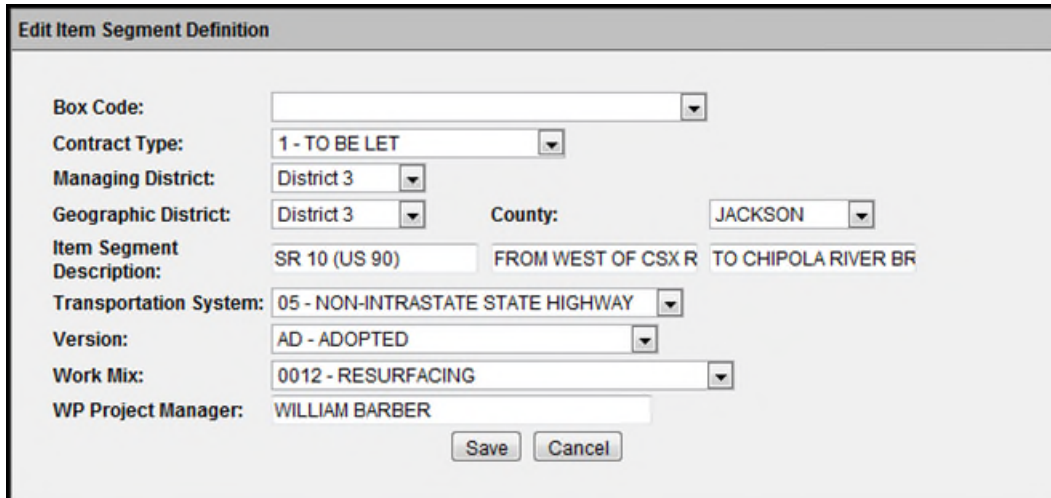 Edit Item Segment Definition
Box Code:
Contract Type: 1 - TO BE LET
Managing District: District 3
Geographic District: District 3 County: JACKSON
Item Segment
Description: SR 10 (US 90) FROM WEST OF CSX R TO CHIPOLA RIVER BR
Transportation System: 05 - NON-INTRASTATE STATE HIGHWAY
Version: AD - ADOPTED
Work Mix: 0012 - RESURFACING
WP Project Manager: WILLIAM BARBER
Save Cancel